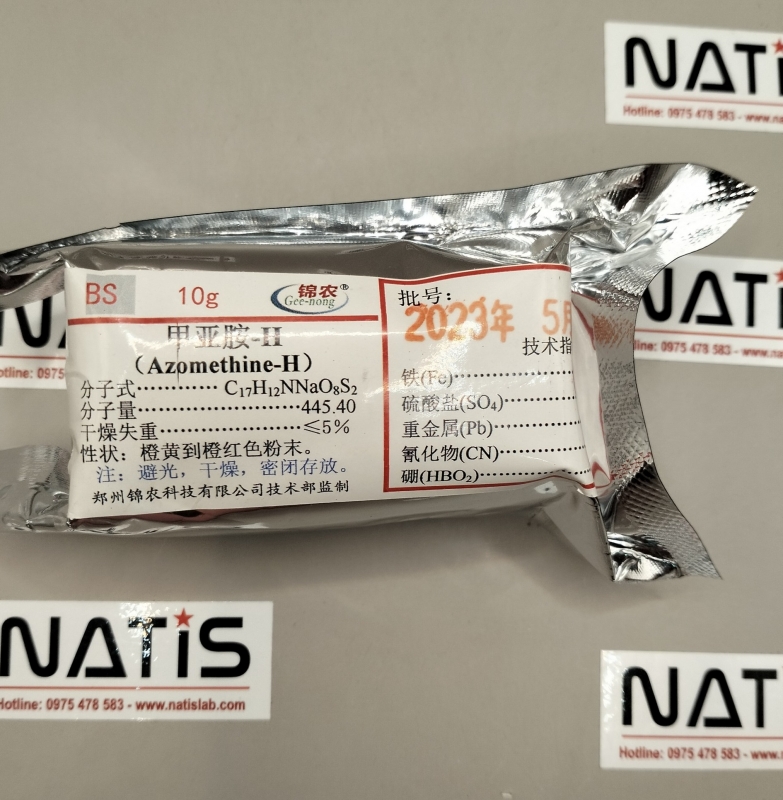 NATiS
Hotline: 0975 478 583 - www.na
BS 10g 锦农® Gee-nong
甲亚胺-H
(Azomethine-H)
分子式············ C₁₇H₁₂NNaO₈S₂
分子量························445.40
干燥失重·····················≤5%
性状：橙黄到橙红色粉末。
注：避光，干燥，密闭存放。
郑州锦农科技有限公司技术部监制
批号：
2023年 5月
技术指
铁(Fe)················
硫酸盐(SO₄)···········
重金属(Pb)············
氰化物(CN)············
硼(HBO₂)··············
NATiS
583 - www.na
NATiS
Hotline: 0975 478 583 - www.natislab.com
NAT
Hotline: 0975 478 583 - www.